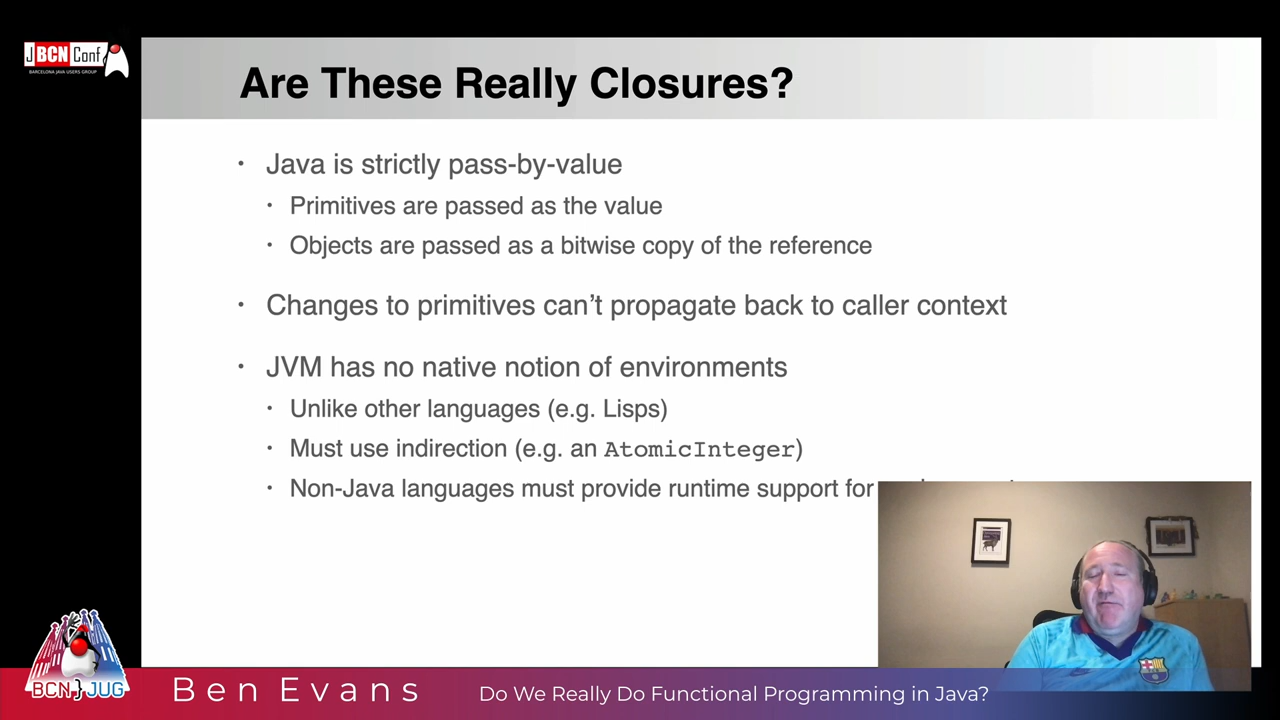 JBCNConf
BARCELONA JAVA USERS GROUP
Are These Really Closures?
• Java is strictly pass-by-value
• Primitives are passed as the value
• Objects are passed as a bitwise copy of the reference
• Changes to primitives can't propagate back to caller context
• JVM has no native notion of environments
• Unlike other languages (e.g. Lisps)
• Must use indirection (e.g. an AtomicInteger)
• Non-Java languages must provide runtime support for
BCN JUG
Ben Evans
Do We Really Do Functional Programming in Java?